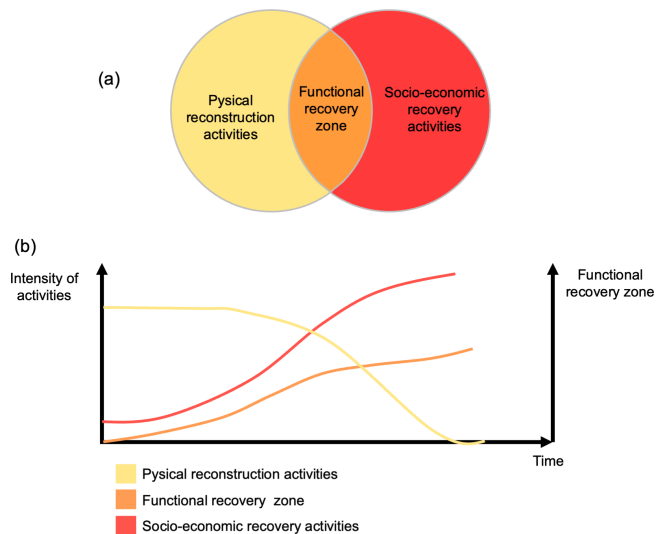 (a)
Pysical
reconstruction
activities
Functional
recovery
zone
Socio-economic
recovery
activities
(b)
Intensity of
activities
Functional
recovery zone
Time
Pysical reconstruction activities
Functional recovery zone
Socio-economic recovery activities